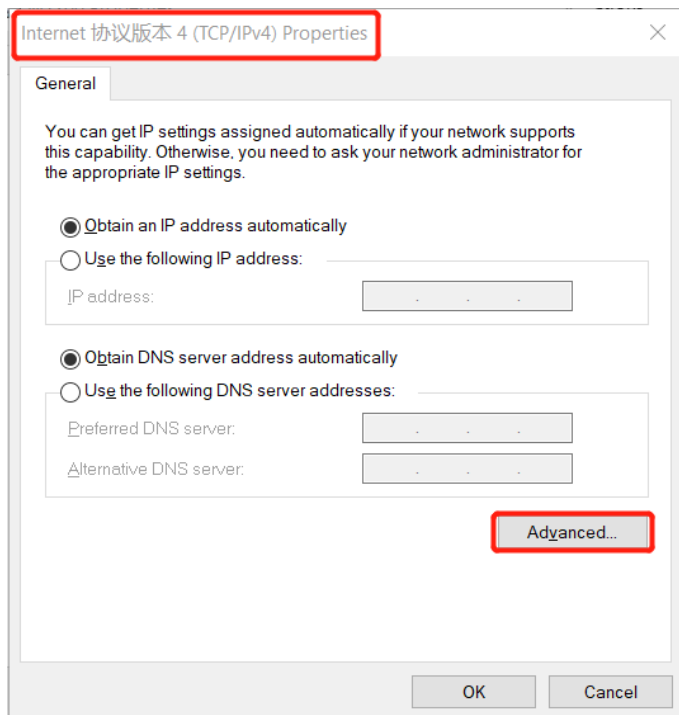 Internet 协议版本 4 (TCP/IPv4) Properties
General
You can get IP settings assigned automatically if your network supports
this capability. Otherwise, you need to ask your network administrator for
the appropriate IP settings.
Obtain an IP address automatically
Use the following IP address:
IP address:
Obtain DNS server address automatically
Use the following DNS server addresses:
Preferred DNS server:
Alternative DNS server:
Advanced...
OK
Cancel